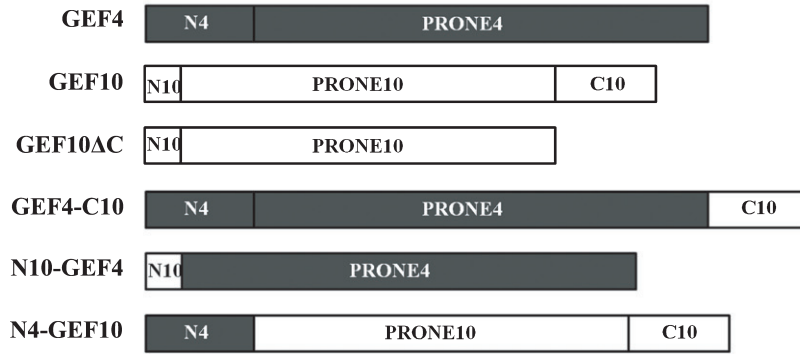 GEF4 N4 PRONE4
GEF10 N10 PRONE10 C10
GEF10ΔC N10 PRONE10
GEF4-C10 N4 PRONE4 C10
N10-GEF4 N10 PRONE4
N4-GEF10 N4 PRONE10 C10